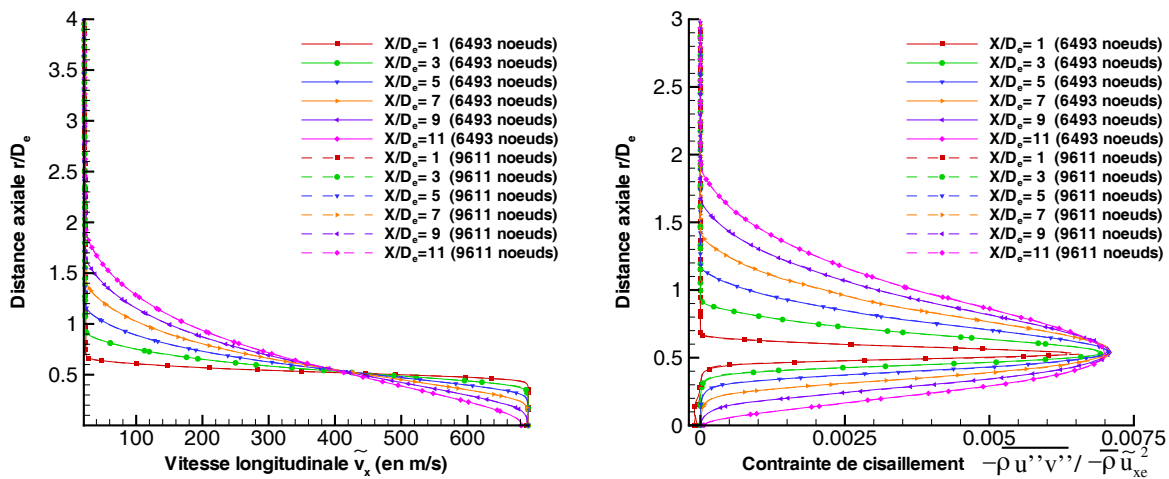 4
3.5
3
2.5
2
1.5
1
0.5
Distance axiale r/Dₑ
X/Dₑ= 1 (6493 noeuds)
X/Dₑ= 3 (6493 noeuds)
X/Dₑ= 5 (6493 noeuds)
X/Dₑ= 7 (6493 noeuds)
X/Dₑ= 9 (6493 noeuds)
X/Dₑ=11 (6493 noeuds)
X/Dₑ= 1 (9611 noeuds)
X/Dₑ= 3 (9611 noeuds)
X/Dₑ= 5 (9611 noeuds)
X/Dₑ= 7 (9611 noeuds)
X/Dₑ= 9 (9611 noeuds)
X/Dₑ=11 (9611 noeuds)
100 200 300 400 500 600
Vitesse longitudinale ṽₓ (en m/s)
3
2.5
2
1.5
1
0.5
0
Distance axiale r/Dₑ
X/Dₑ= 1 (6493 noeuds)
X/Dₑ= 3 (6493 noeuds)
X/Dₑ= 5 (6493 noeuds)
X/Dₑ= 7 (6493 noeuds)
X/Dₑ= 9 (6493 noeuds)
X/Dₑ=11 (6493 noeuds)
X/Dₑ= 1 (9611 noeuds)
X/Dₑ= 3 (9611 noeuds)
X/Dₑ= 5 (9611 noeuds)
X/Dₑ= 7 (9611 noeuds)
X/Dₑ= 9 (9611 noeuds)
X/Dₑ=11 (9611 noeuds)
0 0.0025 0.005 0.0075
Contrainte de cisaillement −ρ u''v''/ −ρ̄ ũₓₑ²